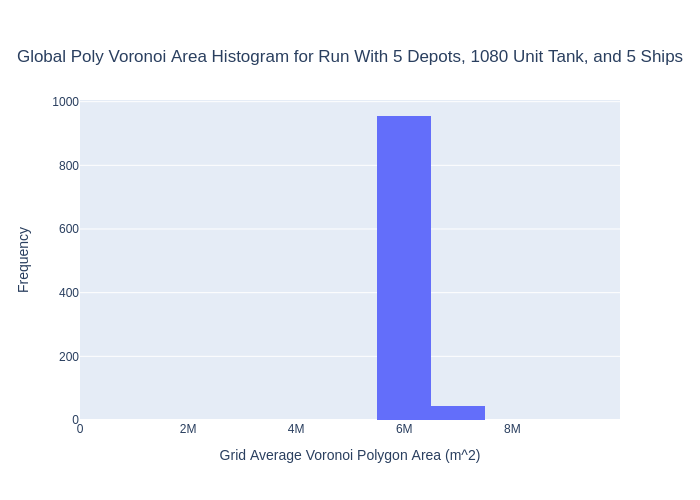 Global Poly Voronoi Area Histogram for Run With 5 Depots, 1080 Unit Tank, and 5 Ships
1000
800
600
400
200
0
Frequency
0 2M 4M 6M 8M
Grid Average Voronoi Polygon Area (m^2)